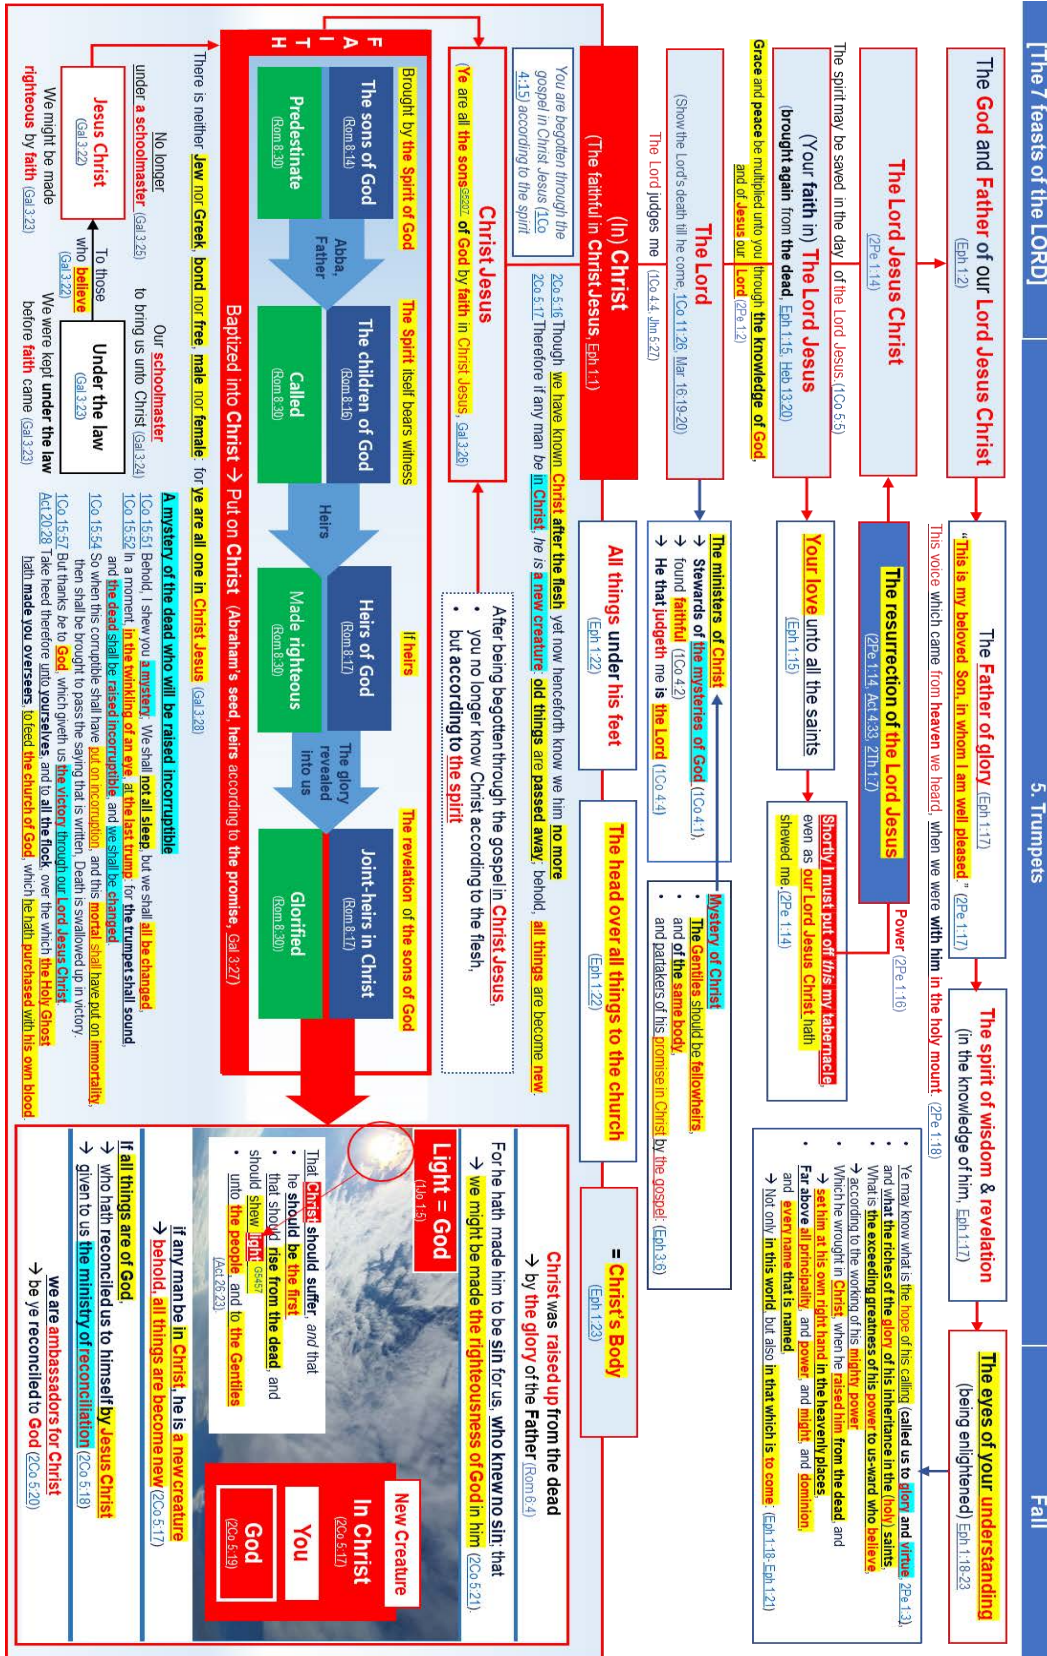 [The 7 feasts of the LORD]
5. Trumpets
Fall
The God and Father of our Lord Jesus Christ
(Eph 1:2)
The Father of glory (Eph 1:17)
“This is my beloved Son, in whom I am well pleased.” (2Pe 1:17)
This voice which came from heaven we heard, when we were with him in the holy mount. (2Pe 1:18)
The spirit of wisdom & revelation
(in the knowledge of him, Eph 1:17)
The eyes of your understanding
(being enlightened) Eph 1:18-23
The Lord Jesus Christ
(2Pe 1:14)
The resurrection of the Lord Jesus
(2Pe 1:14, Act 4:33, 2Th 1:7)
Power (2Pe 1:16)
The spirit may be saved in the day of the Lord Jesus (1Co 5:5)
(Your faith in) The Lord Jesus
(brought again from the dead, Eph 1:15, Heb 13:20)
Your love unto all the saints
(Eph 1:15)
Shortly I must put off this my tabernacle,
even as our Lord Jesus Christ hath
shewed me. (2Pe 1:14)
Grace and peace be multiplied unto you through the knowledge of God,
and of Jesus our Lord (2Pe 1:2)
• Ye may know what is the hope of his calling (called us to glory and virtue, 2Pe 1:3),
• and what the riches of the glory of his inheritance in the (holy) saints,
• What is the exceeding greatness of his power to us-ward who believe,
→ according to the working of his mighty power
• Which he wrought in Christ, when he raised him from the dead, and
→ set him at his own right hand in the heavenly places,
Far above all principality, and power, and might, and dominion,
and every name that is named,
→ Not only in this world, but also in that which is to come: (Eph 1:18-Eph 1:21)
The Lord
(Show the Lord's death till he come, 1Co 11:26, Mar 16:19-20)
The Lord judges me (1Co 4:4, Jhn 5:27)
The ministers of Christ
→ Stewards of the mysteries of God (1Co 4:1),
→ found faithful (1Co 4:2)
→ He that judgeth me is the Lord (1Co 4:4)
Mystery of Christ
• The Gentiles should be fellowheirs,
• and of the same body,
• and partakers of his promise in Christ by the gospel: (Eph 3:6)
(In) Christ
(The faithful in Christ Jesus, Eph 1:1)
All things under his feet
(Eph 1:22)
The head over all things to the church
(Eph 1:22)
= Christ's Body
(Eph 1:23)
You are begotten through the
gospel in Christ Jesus (1Co
4:15) according to the spirit
2Co 5:16 Though we have known Christ after the flesh yet now henceforth know we him no more
2Co 5:17 Therefore if any man be in Christ, he is a new creature: old things are passed away; behold, all things are become new.
Christ Jesus
(Ye are all the sons G5207 of God by faith in Christ Jesus, Gal 3:26)
After being begotten through the gospel in Christ Jesus,
• you no longer know Christ according to the flesh,
• but according to the spirit
FAITH
Brought by the Spirit of God
The Spirit itself bears witness
If heirs
The revelation of the sons of God
The sons of God
(Rom 8:14)
Abba,
Father
The children of God
(Rom 8:16)
Heirs
Heirs of God
(Rom 8:17)
The glory
revealed
into us
Joint-heirs in Christ
(Rom 8:17)
Predestinate
(Rom 8:30)
Called
(Rom 8:30)
Made righteous
(Rom 8:30)
Glorified
(Rom 8:30)
Baptized into Christ → Put on Christ (Abraham's seed, heirs according to the promise, Gal 3:27)
There is neither Jew nor Greek, bond nor free, male nor female: for ye are all one in Christ Jesus (Gal 3:28)
No longer
under a schoolmaster (Gal 3:25)
Our schoolmaster
to bring us unto Christ (Gal 3:24)
Jesus Christ
(Gal 3:22)
To those
who believe
(Gal 3:22)
Under the law
(Gal 3:23)
We might be made
righteous by faith (Gal 3:23)
We were kept under the law
before faith came (Gal 3:23)
A mystery of the dead who will be raised incorruptible
1Co 15:51 Behold, I shew you a mystery; We shall not all sleep, but we shall all be changed,
1Co 15:52 In a moment, in the twinkling of an eye, at the last trump: for the trumpet shall sound,
and the dead shall be raised incorruptible, and we shall be changed.
1Co 15:54 So when this corruptible shall have put on incorruption, and this mortal shall have put on immortality,
then shall be brought to pass the saying that is written, Death is swallowed up in victory.
1Co 15:57 But thanks be to God, which giveth us the victory through our Lord Jesus Christ.
Act 20:28 Take heed therefore unto yourselves, and to all the flock, over the which the Holy Ghost
hath made you overseers, to feed the church of God, which he hath purchased with his own blood.
Christ was raised up from the dead
→ by the glory of the Father (Rom 6:4)
For he hath made him to be sin for us, who knew no sin; that
→ we might be made the righteousness of God in him (2Co 5:21).
Light = God
(1Jo 1:5)
That Christ should suffer, and that
• he should be the first
• that should rise from the dead, and
should shew light G5457
• unto the people, and to the Gentiles
(Act 26:23).
New Creature
In Christ
(2Co 5:17)
You
God
(2Co 5:19)
if any man be in Christ, he is a new creature
→ behold, all things are become new (2Co 5:17)
If all things are of God,
→ who hath reconciled us to himself by Jesus Christ
→ given to us the ministry of reconciliation (2Co 5:18)
we are ambassadors for Christ
→ be ye reconciled to God (2Co 5:20)